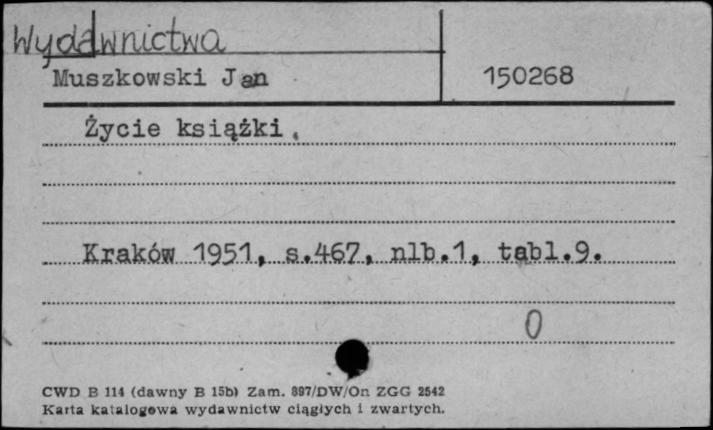 Wydawnictwa
Muszkowski Jan 150268
Życie książki.
Kraków 1951, s.467, nlb.1, tabl.9.
0
CWD B 114 (dawny B 15b) Zam. 897/DW/On ZGG 2542
Karta katalogowa wydawnictw ciągłych i zwartych.